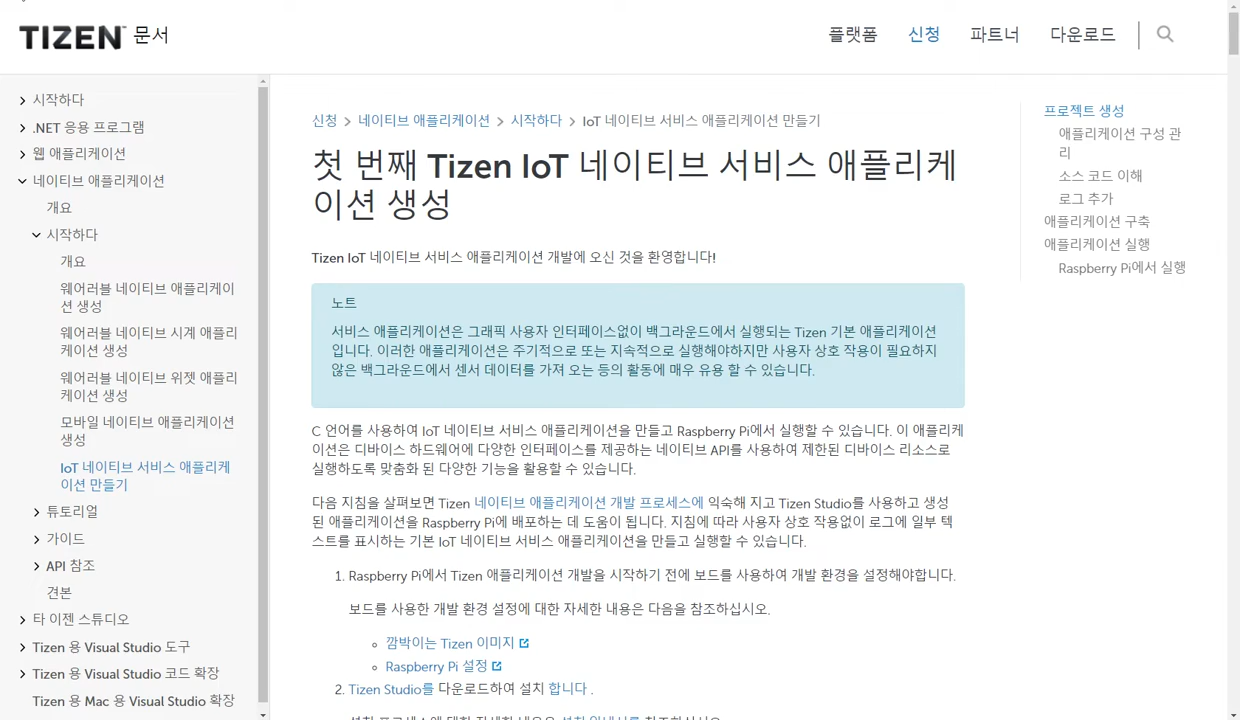 TIZEN™ 문서
플랫폼 신청 파트너 다운로드
시작하다
.NET 응용 프로그램
웹 애플리케이션
네이티브 애플리케이션
개요
시작하다
개요
웨어러블 네이티브 애플리케이
션 생성
웨어러블 네이티브 시계 애플리
케이션 생성
웨어러블 네이티브 위젯 애플리
케이션 생성
모바일 네이티브 애플리케이션
생성
IoT 네이티브 서비스 애플리케
이션 만들기
튜토리얼
가이드
API 참조
견본
타 이젠 스튜디오
Tizen 용 Visual Studio 도구
Tizen 용 Visual Studio 코드 확장
Tizen 용 Mac 용 Visual Studio 확장
신청 > 네이티브 애플리케이션 > 시작하다 > IoT 네이티브 서비스 애플리케이션 만들기
첫 번째 Tizen IoT 네이티브 서비스 애플리케
이션 생성
Tizen IoT 네이티브 서비스 애플리케이션 개발에 오신 것을 환영합니다!
노트
서비스 애플리케이션은 그래픽 사용자 인터페이스없이 백그라운드에서 실행되는 Tizen 기본 애플리케이션
입니다. 이러한 애플리케이션은 주기적으로 또는 지속적으로 실행해야하지만 사용자 상호 작용이 필요하지
않은 백그라운드에서 센서 데이터를 가져 오는 등의 활동에 매우 유용 할 수 있습니다.
C 언어를 사용하여 IoT 네이티브 서비스 애플리케이션을 만들고 Raspberry Pi에서 실행할 수 있습니다. 이 애플리케
이션은 디바이스 하드웨어에 다양한 인터페이스를 제공하는 네이티브 API를 사용하여 제한된 디바이스 리소스로
실행하도록 맞춤화 된 다양한 기능을 활용할 수 있습니다.
다음 지침을 살펴보면 Tizen 네이티브 애플리케이션 개발 프로세스에 익숙해 지고 Tizen Studio를 사용하고 생성
된 애플리케이션을 Raspberry Pi에 배포하는 데 도움이 됩니다. 지침에 따라 사용자 상호 작용없이 로그에 일부 텍
스트를 표시하는 기본 IoT 네이티브 서비스 애플리케이션을 만들고 실행할 수 있습니다.
1. Raspberry Pi에서 Tizen 애플리케이션 개발을 시작하기 전에 보드를 사용하여 개발 환경을 설정해야합니다.
보드를 사용한 개발 환경 설정에 대한 자세한 내용은 다음을 참조하십시오.
깜박이는 Tizen 이미지
Raspberry Pi 설정
2. Tizen Studio를 다운로드하여 설치 합니다 .
프로젝트 생성
애플리케이션 구성 관
리
소스 코드 이해
로그 추가
애플리케이션 구축
애플리케이션 실행
Raspberry Pi에서 실행